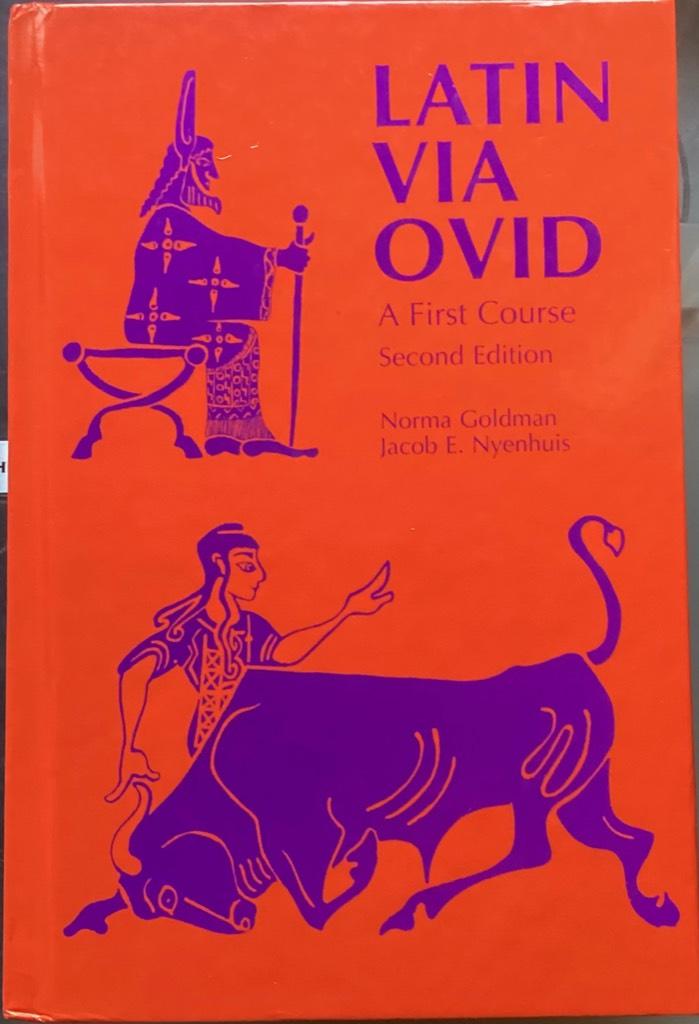 LATIN
VIA
OVID
A First Course
Second Edition
Norma Goldman
Jacob E. Nyenhuis
H